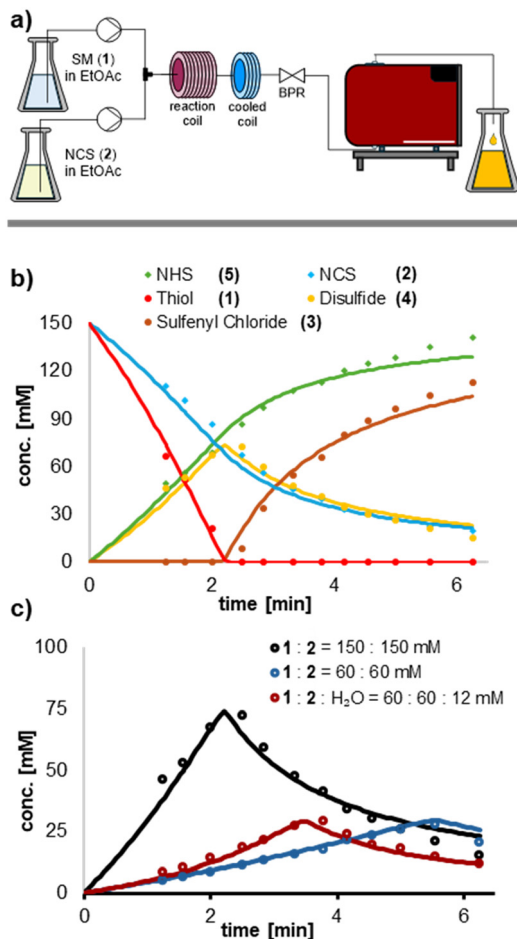 a)
SM (1)
in EtOAc
NCS (2)
in EtOAc
reaction
coil
cooled
coil
BPR
b)
NHS (5)
NCS (2)
Thiol (1)
Disulfide (4)
Sulfenyl Chloride (3)
150
120
90
60
30
0
conc. [mM]
0 2 4 6
time [min]
c)
1 : 2 = 150 : 150 mM
1 : 2 = 60 : 60 mM
1 : 2 : H₂O = 60 : 60 : 12 mM
100
75
50
25
0
conc. [mM]
0 2 4 6
time [min]